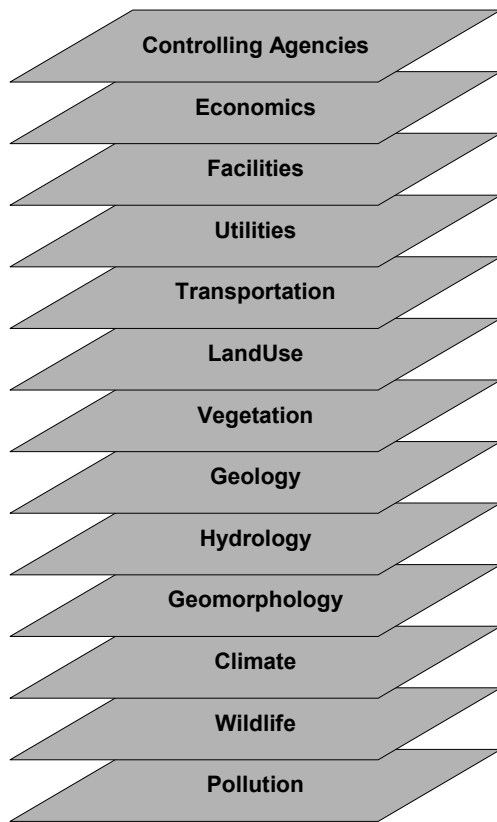 Controlling Agencies
Economics
Facilities
Utilities
Transportation
LandUse
Vegetation
Geology
Hydrology
Geomorphology
Climate
Wildlife
Pollution